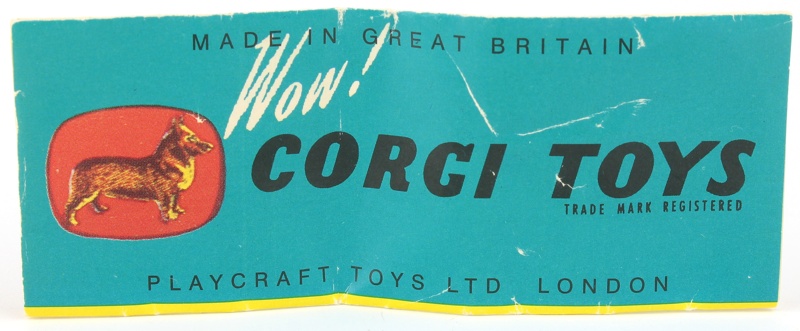 MADE IN GREAT BRITAIN
Wow!
CORGI TOYS
TRADE MARK REGISTERED
PLAYCRAFT TOYS LTD LONDON